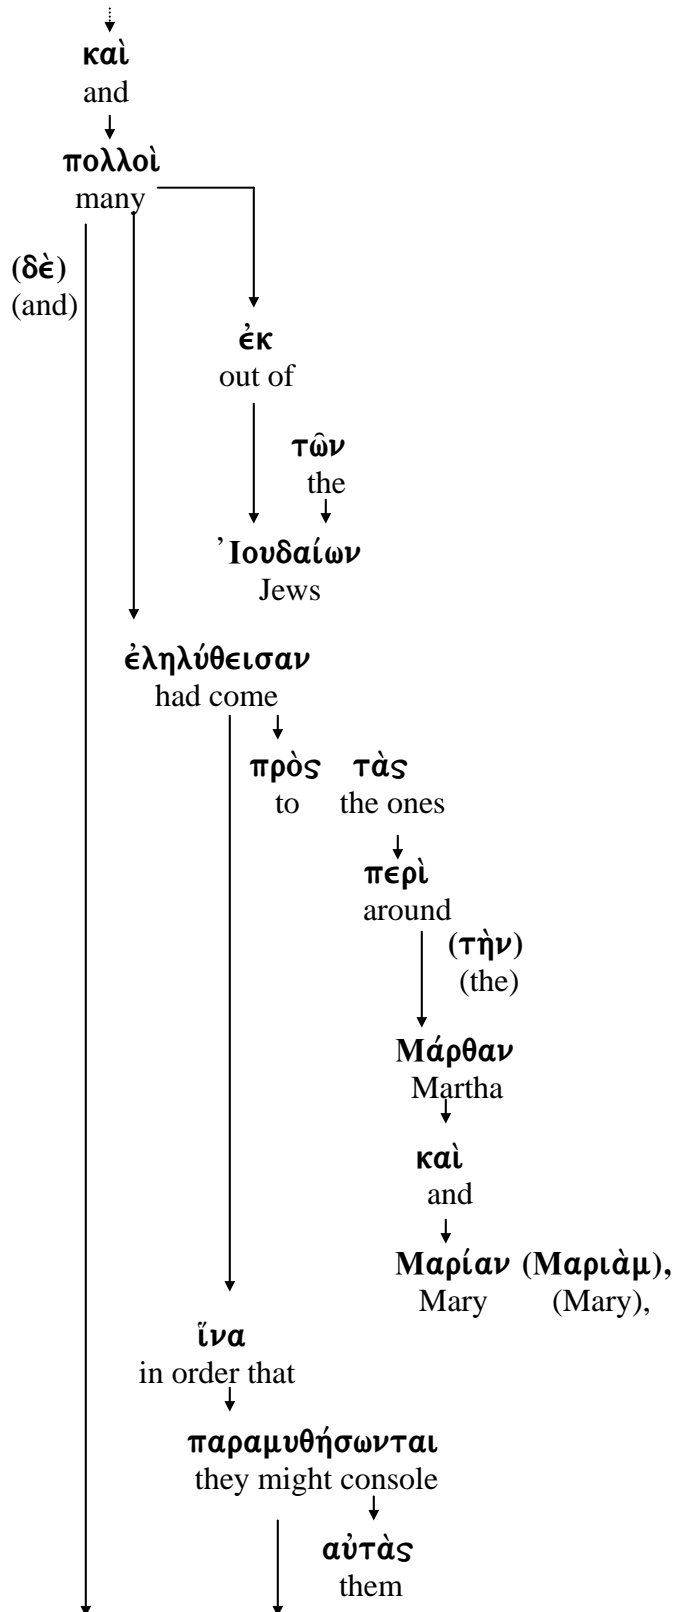 καὶ
and
πολλοὶ
many
(δὲ)
(and)
ἐκ
out of
τῶν
the
Ἰουδαίων
Jews
ἐληλύθεισαν
had come
πρὸς τὰς
to the ones
περὶ
around
(τὴν)
(the)
Μάρθαν
Martha
καὶ
and
Μαρίαν (Μαριὰμ),
Mary (Mary),
ἵνα
in order that
παραμυθήσωνται
they might console
αὐτὰς
them